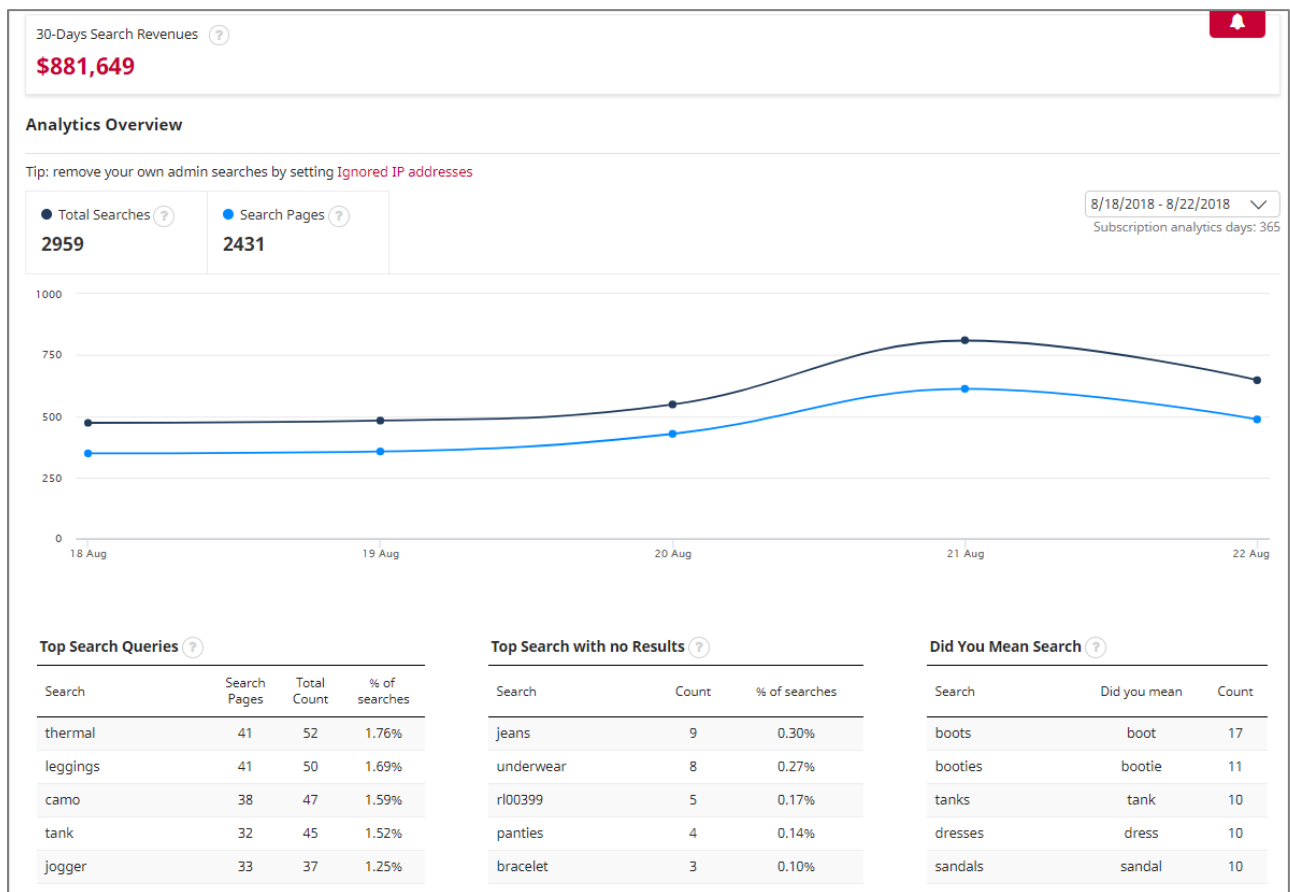 30-Days Search Revenues ?
$881,649
Analytics Overview
Tip: remove your own admin searches by setting Ignored IP addresses
Total Searches ? Search Pages ?
2959 2431
8/18/2018 - 8/22/2018
Subscription analytics days: 365
1000
750
500
250
0
18 Aug 19 Aug 20 Aug 21 Aug 22 Aug
Top Search Queries ?
Search Search Pages Total Count % of searches
thermal 41 52 1.76%
leggings 41 50 1.69%
camo 38 47 1.59%
tank 32 45 1.52%
jogger 33 37 1.25%
Top Search with no Results ?
Search Count % of searches
jeans 9 0.30%
underwear 8 0.27%
rl00399 5 0.17%
panties 4 0.14%
bracelet 3 0.10%
Did You Mean Search ?
Search Did you mean Count
boots boot 17
booties bootie 11
tanks tank 10
dresses dress 10
sandals sandal 10